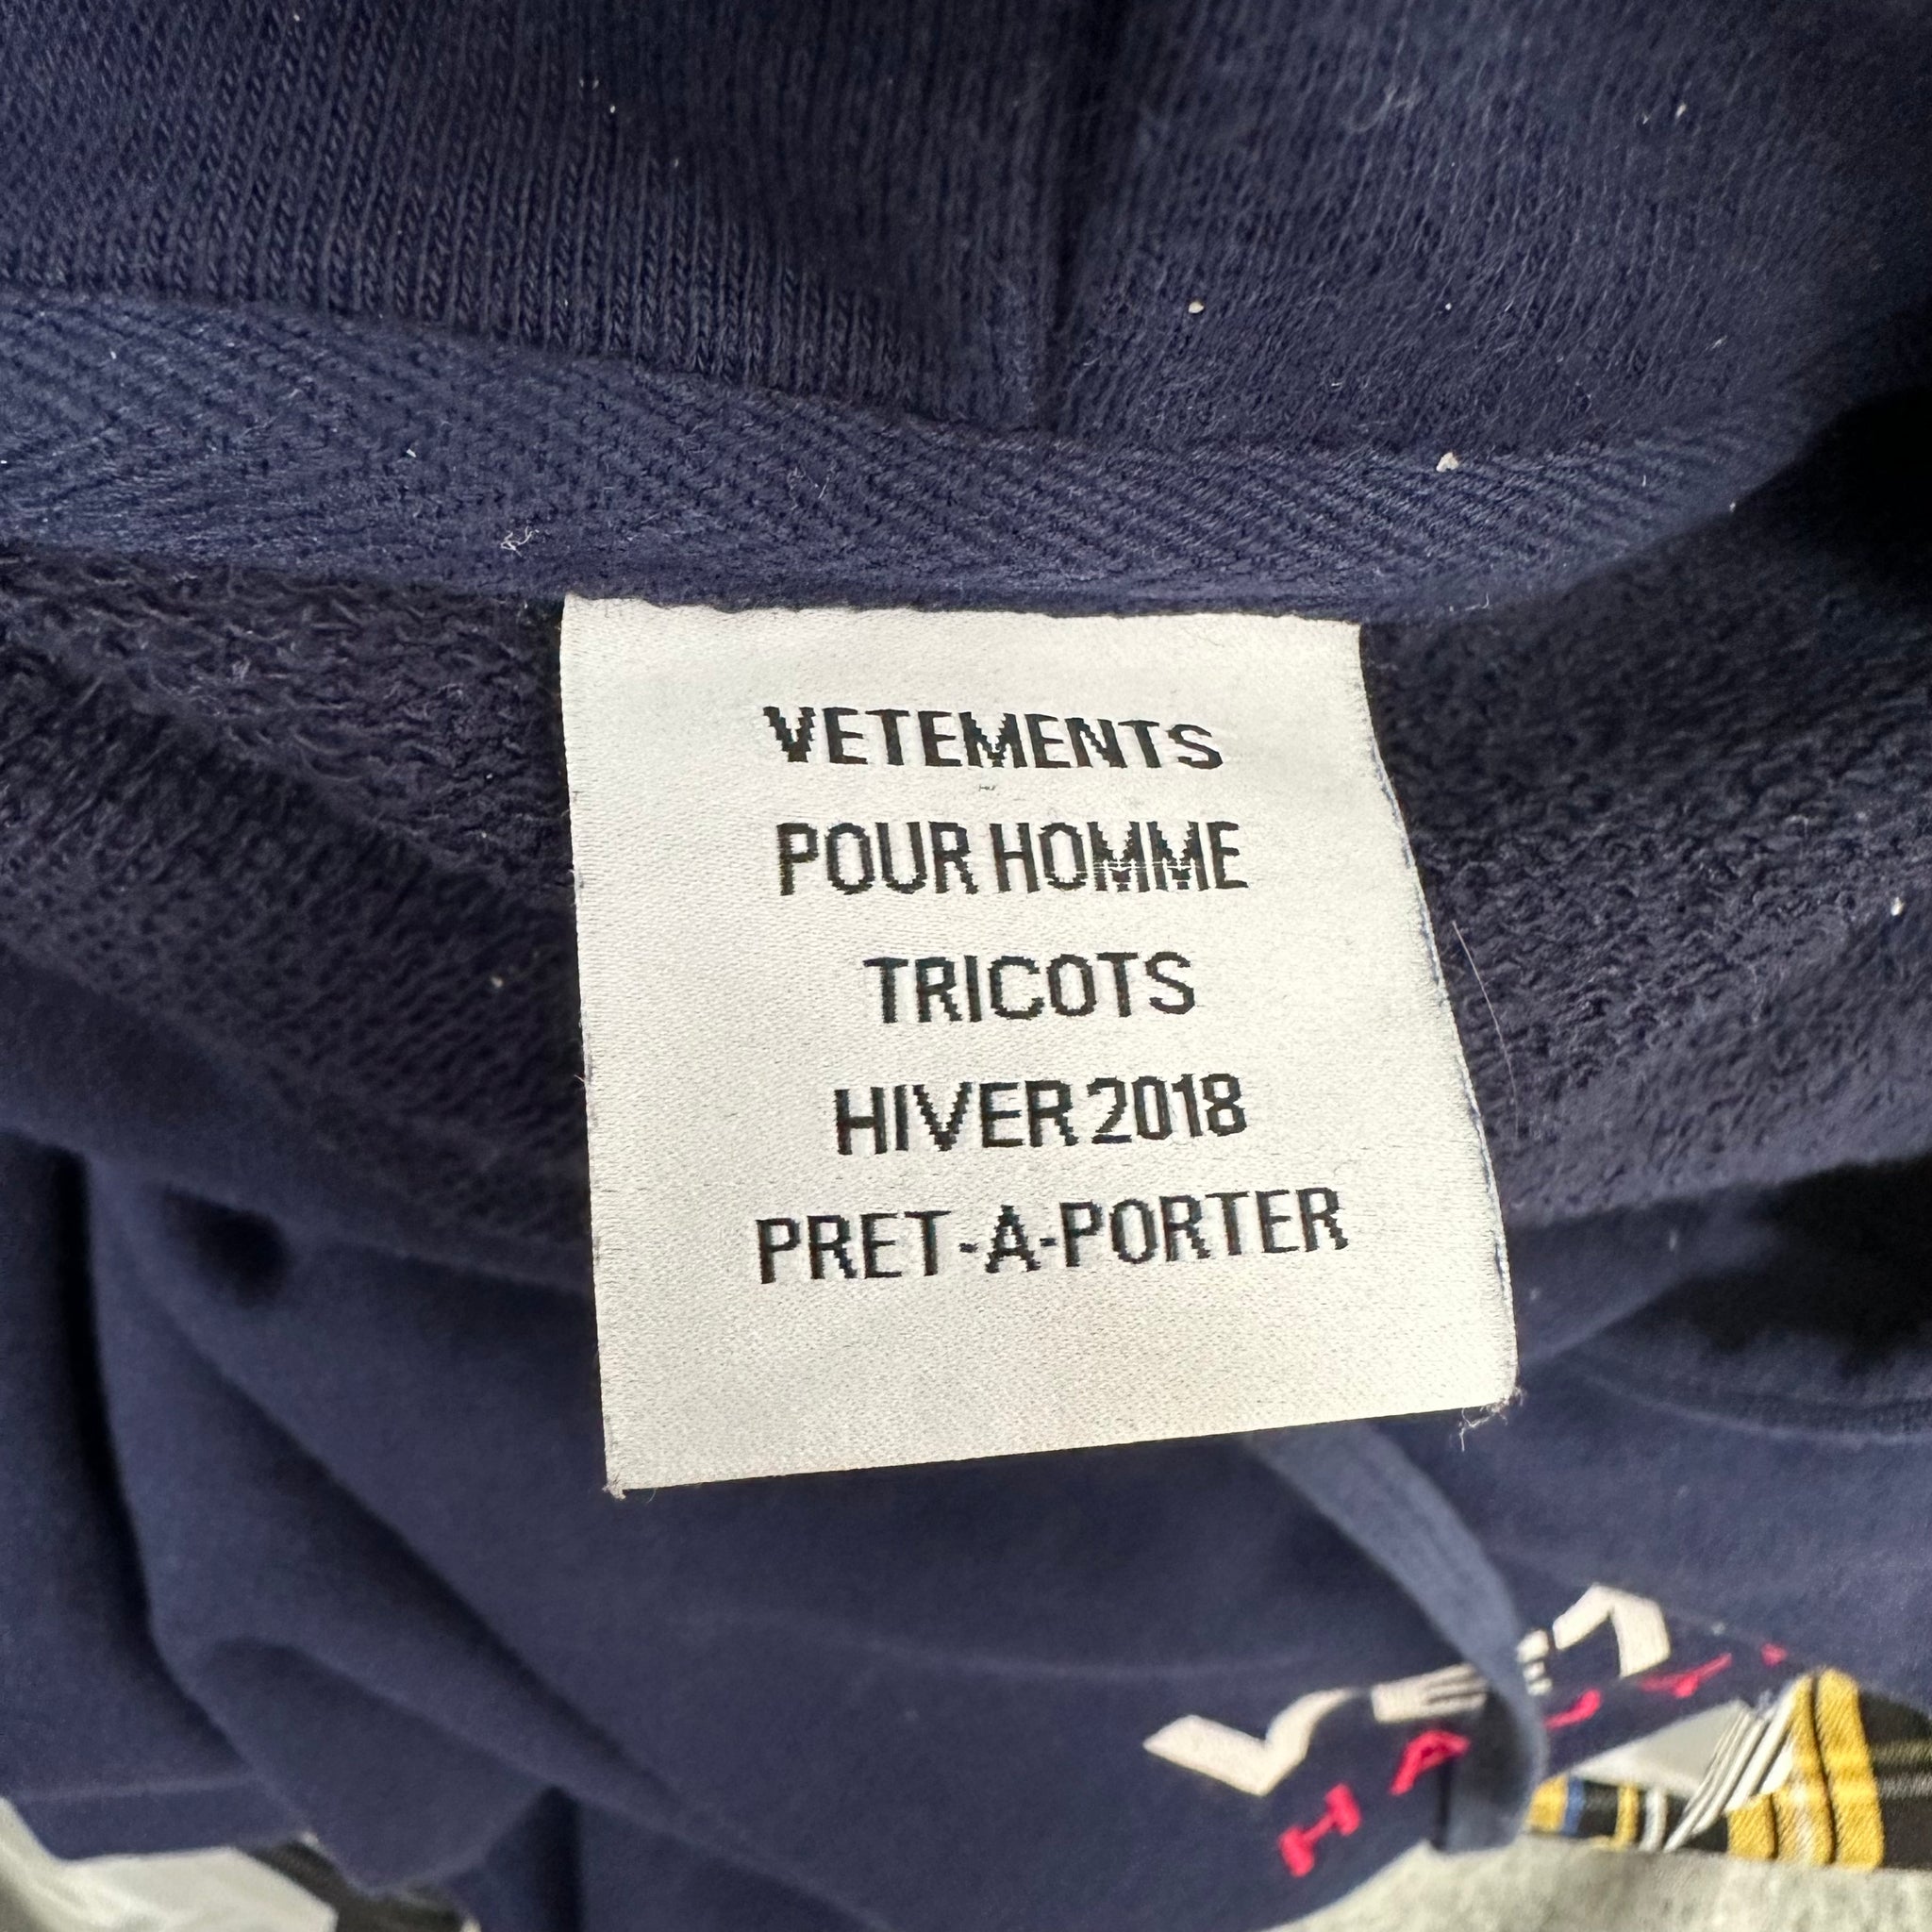 VETEMENTS
POUR HOMME
TRICOTS
HIVER 2018
PRET-A-PORTER